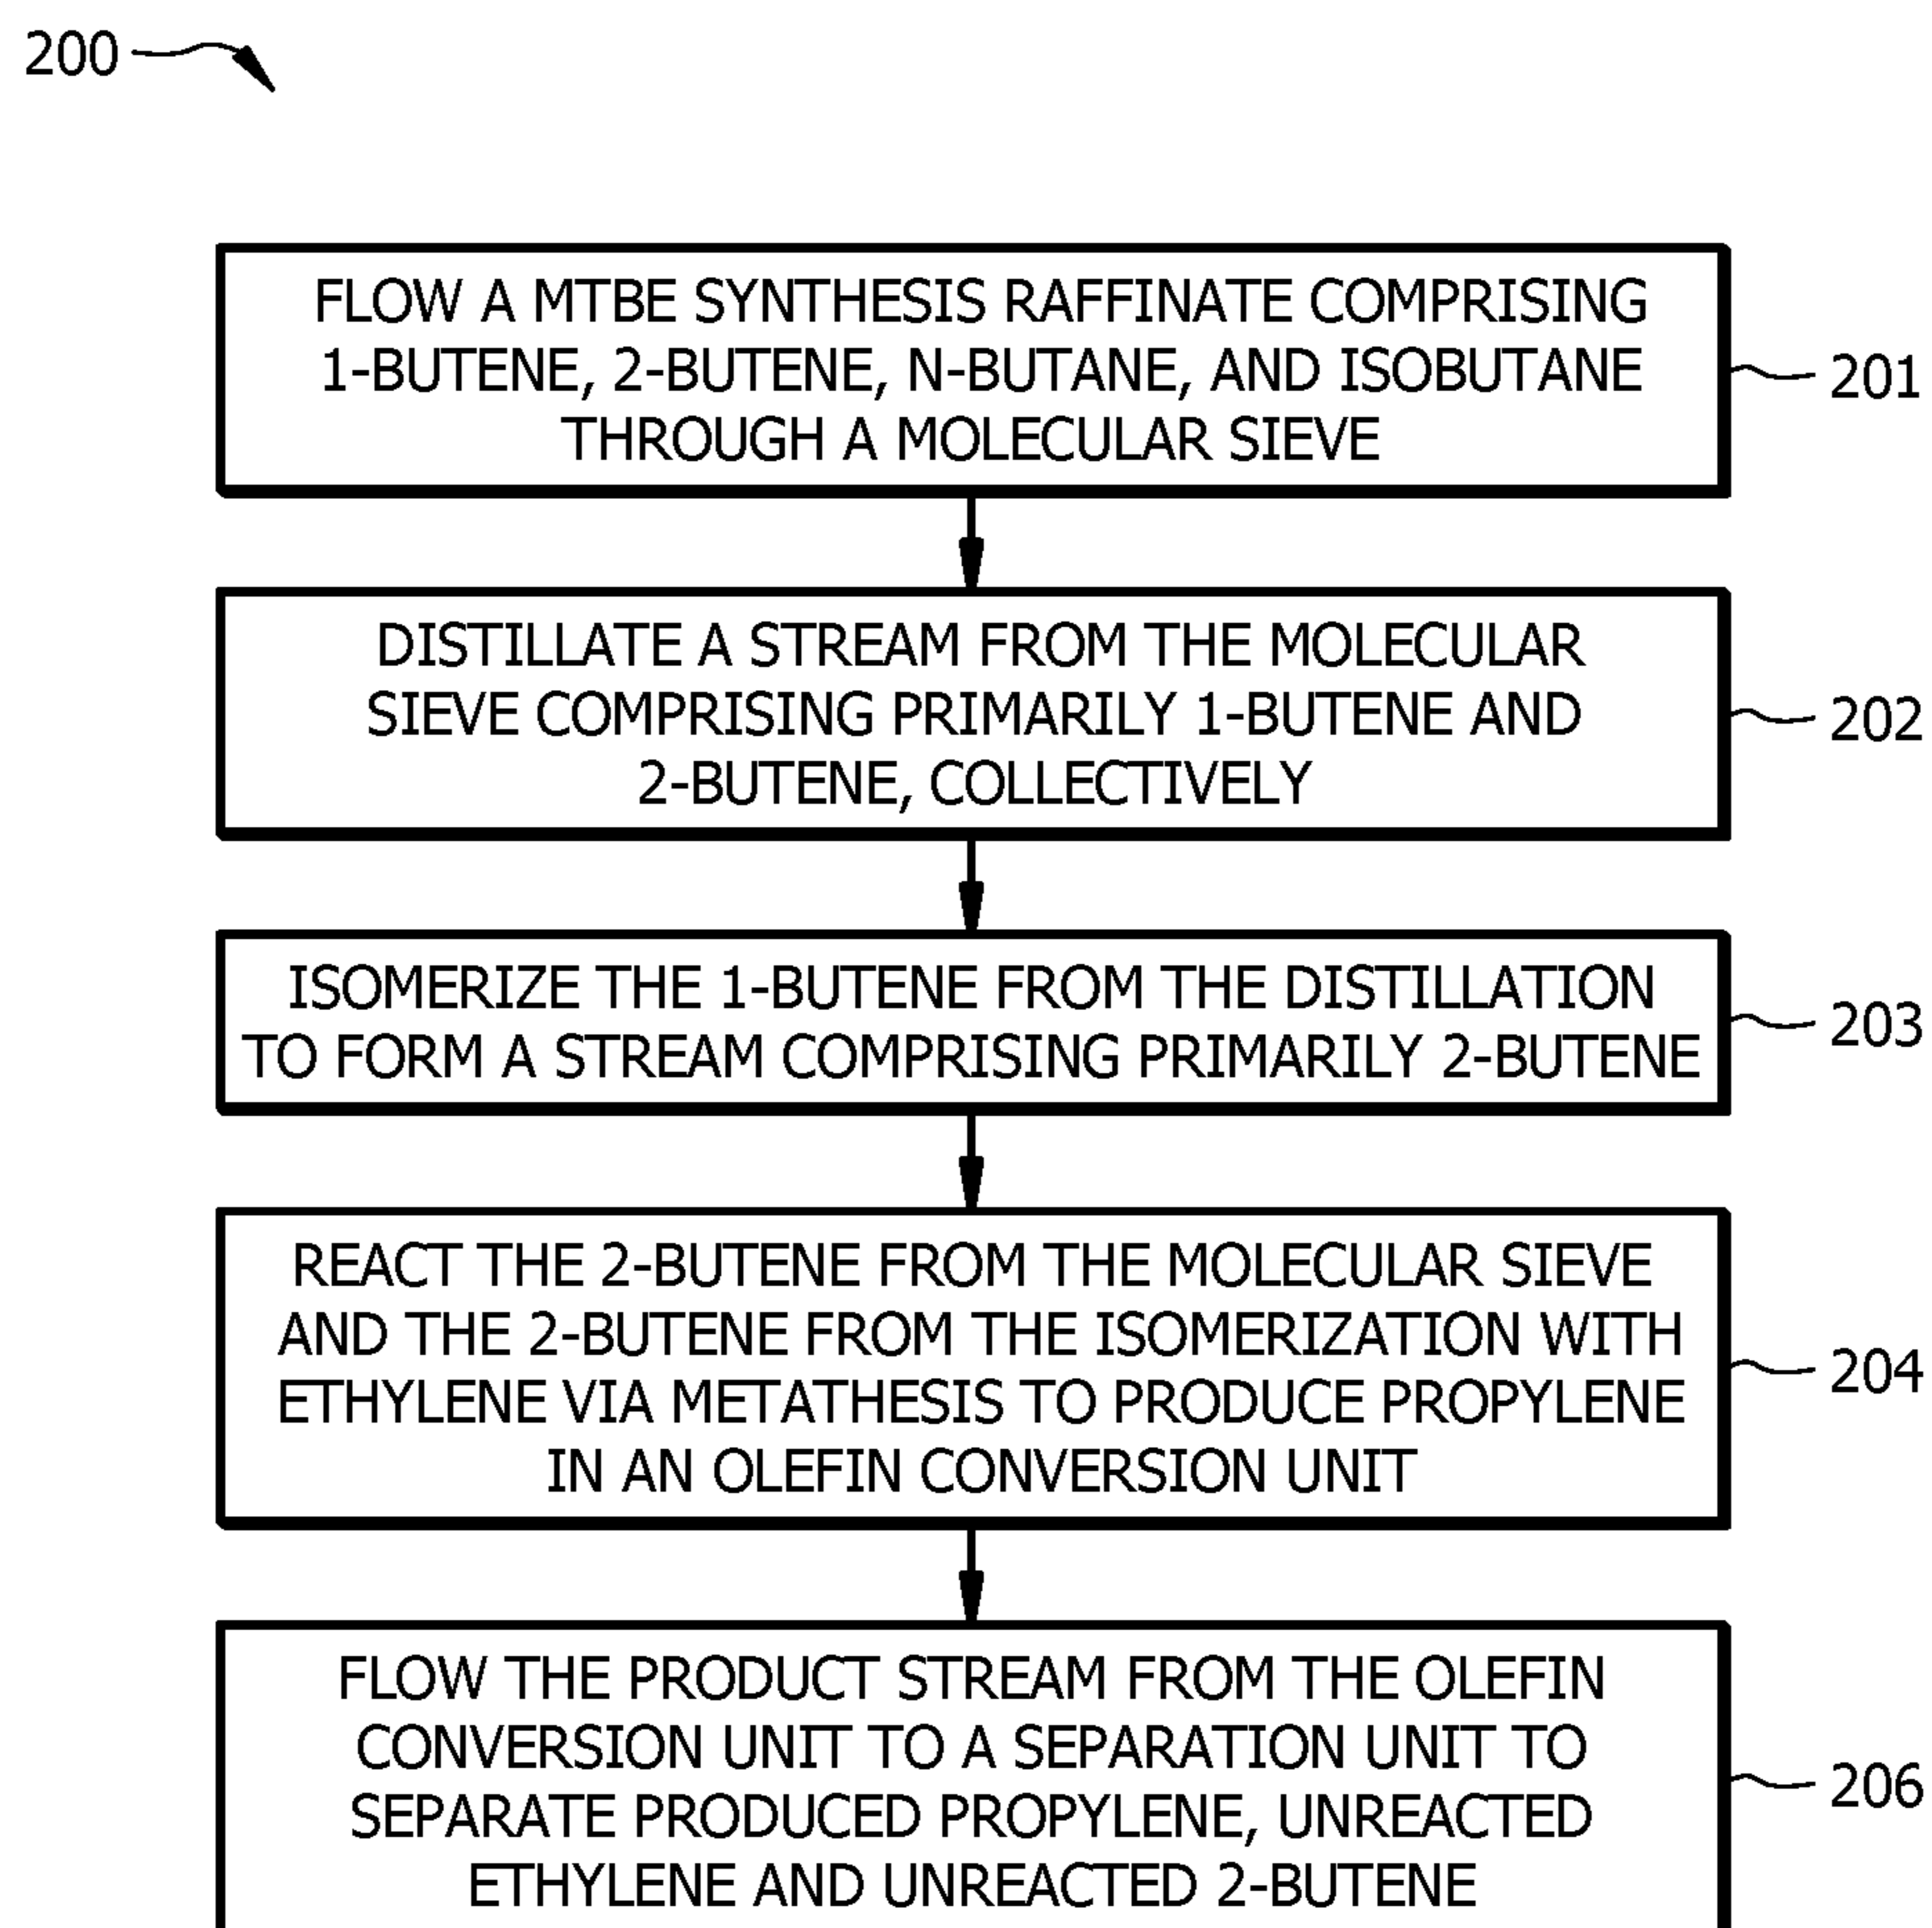 200
FLOW A MTBE SYNTHESIS RAFFINATE COMPRISING
1-BUTENE, 2-BUTENE, N-BUTANE, AND ISOBUTANE
THROUGH A MOLECULAR SIEVE
201
DISTILLATE A STREAM FROM THE MOLECULAR
SIEVE COMPRISING PRIMARILY 1-BUTENE AND
2-BUTENE, COLLECTIVELY
202
ISOMERIZE THE 1-BUTENE FROM THE DISTILLATION
TO FORM A STREAM COMPRISING PRIMARILY 2-BUTENE
203
REACT THE 2-BUTENE FROM THE MOLECULAR SIEVE
AND THE 2-BUTENE FROM THE ISOMERIZATION WITH
ETHYLENE VIA METATHESIS TO PRODUCE PROPYLENE
IN AN OLEFIN CONVERSION UNIT
204
FLOW THE PRODUCT STREAM FROM THE OLEFIN
CONVERSION UNIT TO A SEPARATION UNIT TO
SEPARATE PRODUCED PROPYLENE, UNREACTED
ETHYLENE AND UNREACTED 2-BUTENE
206